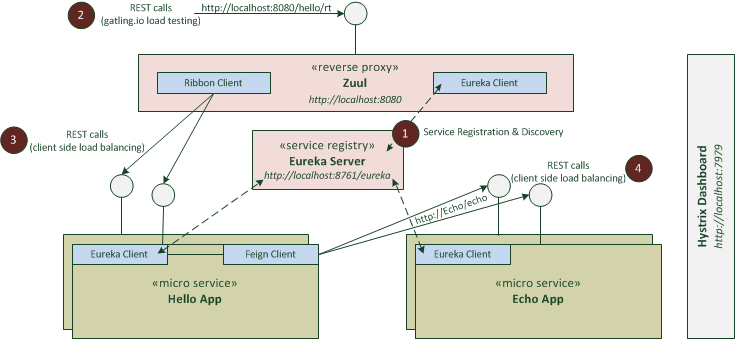 2
REST calls
(gatling.io load testing)
http://localhost:8080/hello/rt
«reverse proxy»
Zuul
http://localhost:8080
Ribbon Client
Eureka Client
3
REST calls
(client side load balancing)
«service registry»
Eureka Server
http://localhost:8761/eureka
1
Service Registration & Discovery
REST calls
(client side load balancing)
4
http://Echo/echo
Eureka Client
Feign Client
«micro service»
Hello App
Eureka Client
«micro service»
Echo App
Hystrix Dashboard
http://localhost:7979